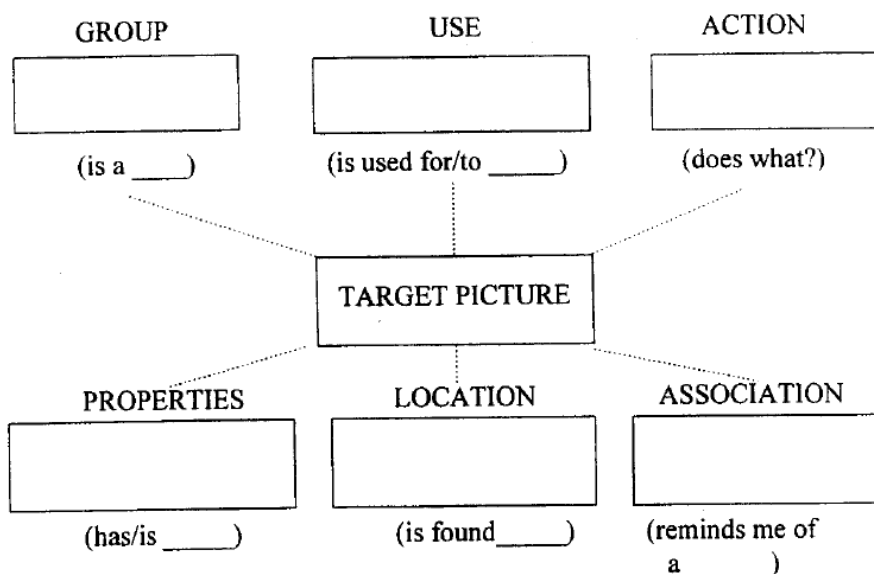 GROUP USE ACTION
(is a ____) (is used for/to _____) (does what?)
TARGET PICTURE
PROPERTIES LOCATION ASSOCIATION
(has/is _____) (is found_____) (reminds me of
a ______)